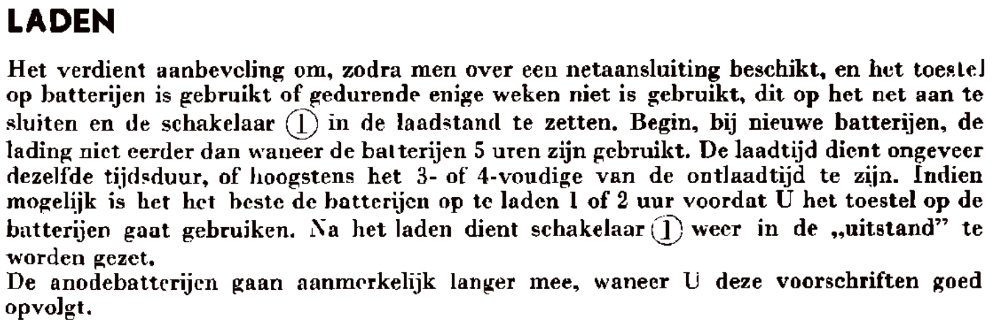 LADEN
Het verdient aanbeveling om, zodra men over een netaansluiting beschikt, en het toestel
op batterijen is gebruikt of gedurende enige weken niet is gebruikt, dit op het net aan te
sluiten en de schakelaar ① in de laadstand te zetten. Begin, bij nieuwe batterijen, de
lading niet eerder dan waneer de batterijen 5 uren zijn gebruikt. De laadtijd dient ongeveer
dezelfde tijdsduur, of hoogstens het 3- of 4-voudige van de ontlaadtijd te zijn. Indien
mogelijk is het het beste de batterijen op te laden 1 of 2 uur voordat U het toestel op de
batterijen gaat gebruiken. Na het laden dient schakelaar ① weer in de „uitstand” te
worden gezet.
De anodebatterijen gaan aanmerkelijk langer mee, waneer U deze voorschriften goed
opvolgt.